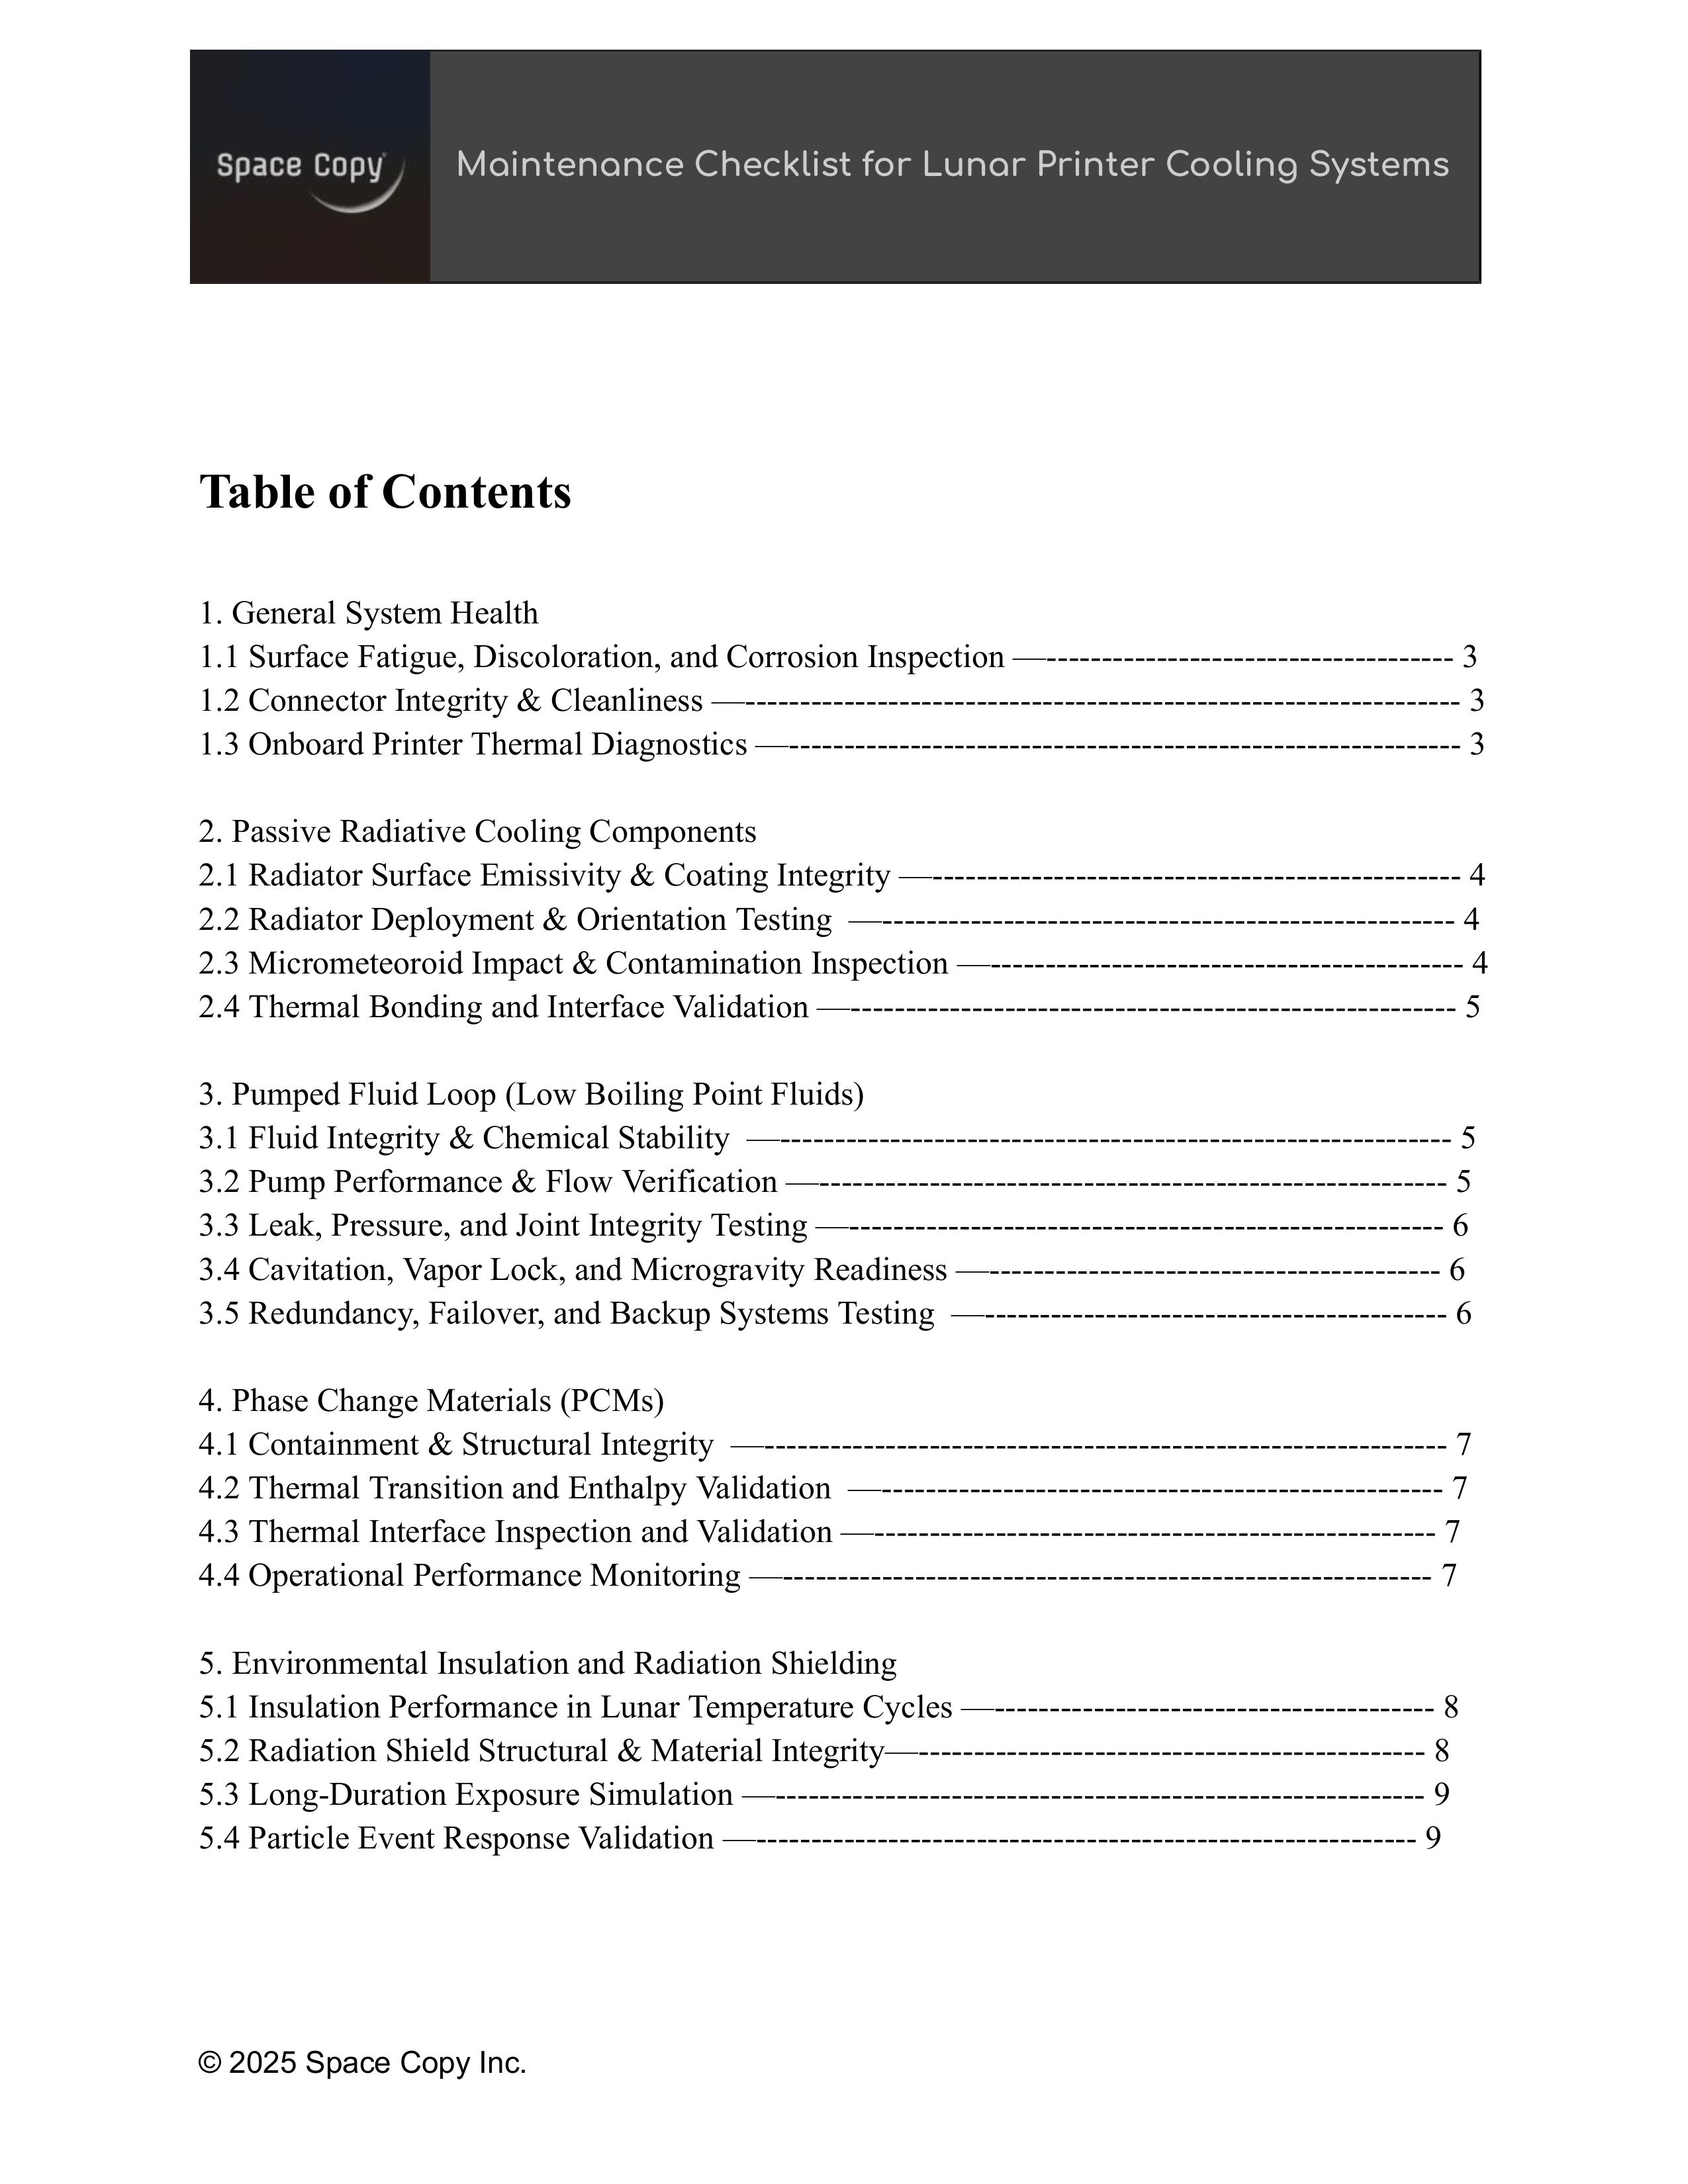 Space Copy
Maintenance Checklist for Lunar Printer Cooling Systems
Table of Contents
1. General System Health
1.1 Surface Fatigue, Discoloration, and Corrosion Inspection —------------------------------------- 3
1.2 Connector Integrity & Cleanliness —----------------------------------------------------------------- 3
1.3 Onboard Printer Thermal Diagnostics —------------------------------------------------------------- 3
2. Passive Radiative Cooling Components
2.1 Radiator Surface Emissivity & Coating Integrity —------------------------------------------------ 4
2.2 Radiator Deployment & Orientation Testing —---------------------------------------------------- 4
2.3 Micrometeoroid Impact & Contamination Inspection —------------------------------------------- 4
2.4 Thermal Bonding and Interface Validation —------------------------------------------------------- 5
3. Pumped Fluid Loop (Low Boiling Point Fluids)
3.1 Fluid Integrity & Chemical Stability —------------------------------------------------------------- 5
3.2 Pump Performance & Flow Verification —--------------------------------------------------------- 5
3.3 Leak, Pressure, and Joint Integrity Testing —------------------------------------------------------ 6
3.4 Cavitation, Vapor Lock, and Microgravity Readiness —----------------------------------------- 6
3.5 Redundancy, Failover, and Backup Systems Testing —------------------------------------------ 6
4. Phase Change Materials (PCMs)
4.1 Containment & Structural Integrity —-------------------------------------------------------------- 7
4.2 Thermal Transition and Enthalpy Validation —--------------------------------------------------- 7
4.3 Thermal Interface Inspection and Validation —--------------------------------------------------- 7
4.4 Operational Performance Monitoring —----------------------------------------------------------- 7
5. Environmental Insulation and Radiation Shielding
5.1 Insulation Performance in Lunar Temperature Cycles —---------------------------------------- 8
5.2 Radiation Shield Structural & Material Integrity—---------------------------------------------- 8
5.3 Long-Duration Exposure Simulation —----------------------------------------------------------- 9
5.4 Particle Event Response Validation —------------------------------------------------------------ 9
© 2025 Space Copy Inc.